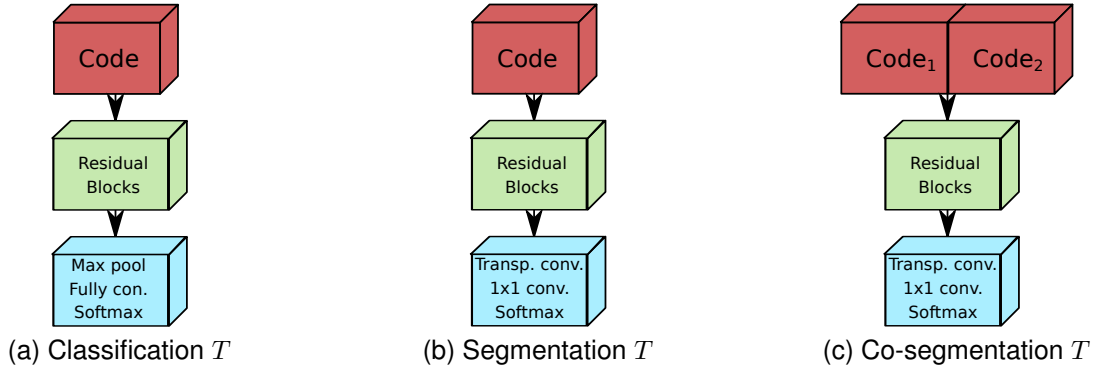 Code
Residual
Blocks
Max pool
Fully con.
Softmax
(a) Classification T
Code
Residual
Blocks
Transp. conv.
1x1 conv.
Softmax
(b) Segmentation T
Code₁
Code₂
Residual
Blocks
Transp. conv.
1x1 conv.
Softmax
(c) Co-segmentation T